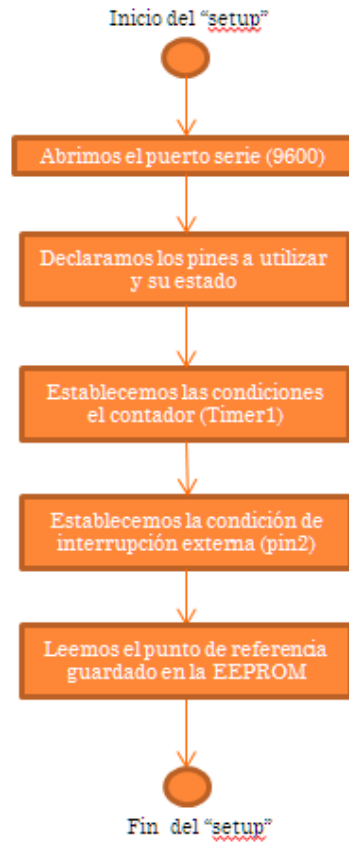 Inicio del “setup”
Abrimos el puerto serie (9600)
Declaramos los pines a utilizar
y su estado
Establecemos las condiciones
el contador (Timer1)
Establecemos la condición de
interrupción externa (pin2)
Leemos el punto de referencia
guardado en la EEPROM
Fin del “setup”